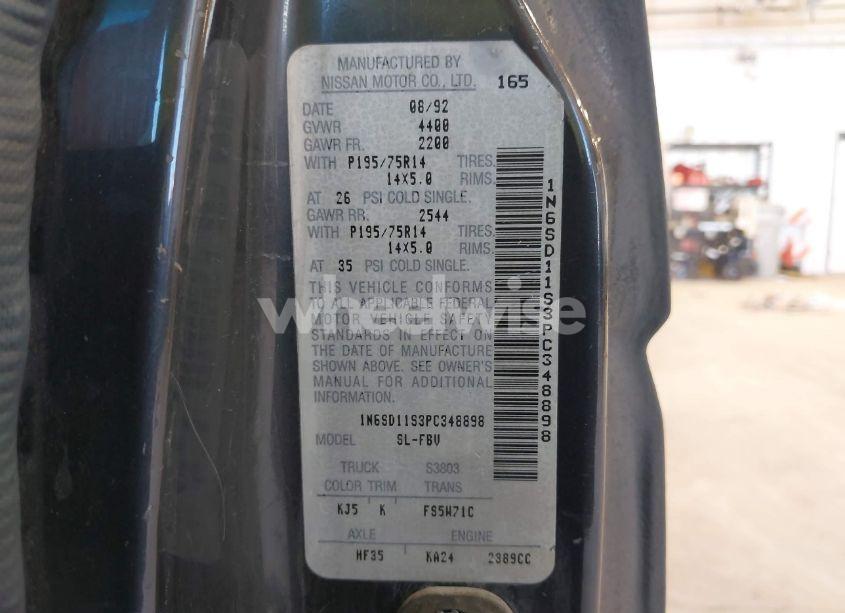 MANUFACTURED BY
NISSAN MOTOR CO., LTD. 165
DATE 08/92
GVWR 4400
GAWR FR. 2200
WITH P195/75R14 TIRES.
14X5.0 RIMS.
AT 26 PSI COLD SINGLE.
GAWR RR. 2544
WITH P195/75R14 TIRES.
14X5.0 RIMS.
AT 35 PSI COLD SINGLE.
THIS VEHICLE CONFORMS
TO ALL APPLICABLE FEDERAL
MOTOR VEHICLE SAFETY
STANDARDS IN EFFECT ON
THE DATE OF MANUFACTURE
SHOWN ABOVE. SEE OWNER'S
MANUAL FOR ADDITIONAL
INFORMATION.
1N6SD11S3PC348898
MODEL SL-FBV
TRUCK S3803
COLOR TRIM TRANS
KJ5 K FS5W71C
AXLE
HF35 KA24 2389CC
1N6SD11S3PC348898
wheelwise